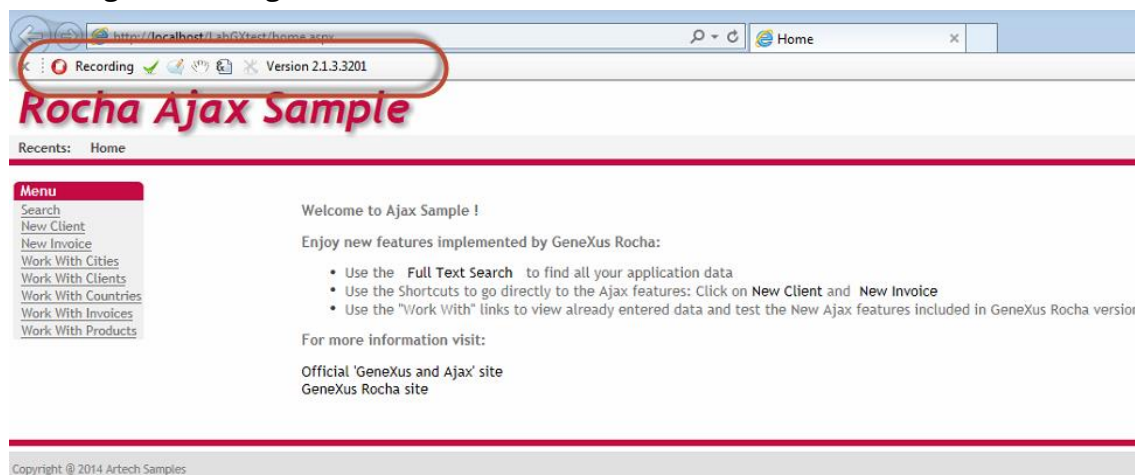 http://localhost/LabGXtest/home.aspx
Home
Recording Version 2.1.3.3201
Rocha Ajax Sample
Recents: Home
Menu
Search
New Client
New Invoice
Work With Cities
Work With Clients
Work With Countries
Work With Invoices
Work With Products
Welcome to Ajax Sample !
Enjoy new features implemented by GeneXus Rocha:
• Use the Full Text Search to find all your application data
• Use the Shortcuts to go directly to the Ajax features: Click on New Client and New Invoice
• Use the "Work With" links to view already entered data and test the New Ajax features included in GeneXus Rocha version
For more information visit:
Official 'GeneXus and Ajax' site
GeneXus Rocha site
Copyright @ 2014 Artech Samples